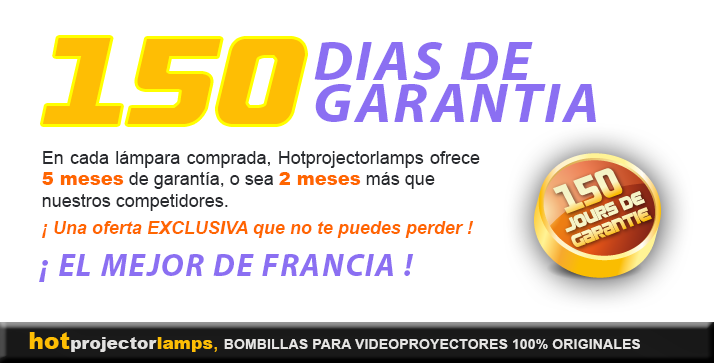 150 DIAS DE
GARANTIA
En cada lámpara comprada, Hotprojectorlamps ofrece
5 meses de garantía, o sea 2 meses más que
nuestros competidores.
¡ Una oferta EXCLUSIVA que no te puedes perder !
¡ EL MEJOR DE FRANCIA !
150
JOURS DE
GARANTIE
hotprojectorlamps, BOMBILLAS PARA VIDEOPROYECTORES 100% ORIGINALES